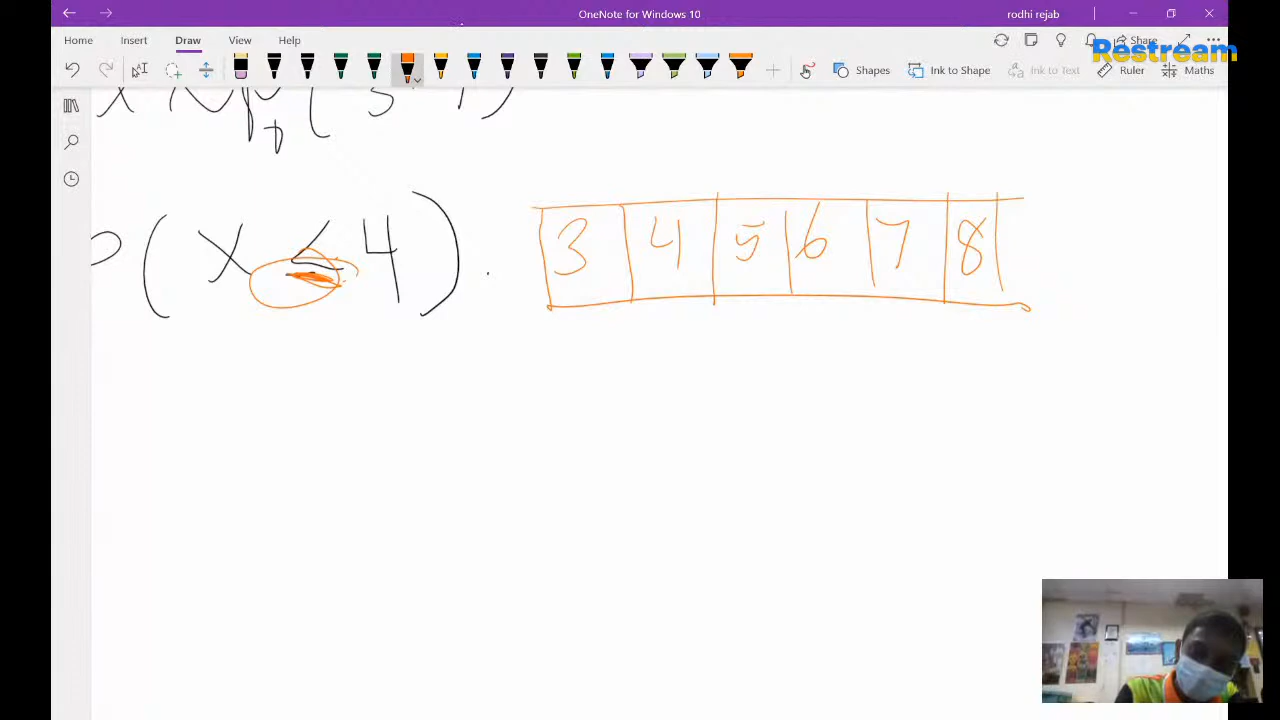 OneNote for Windows 10
rodhi rejab
Home Insert Draw View Help
Restream
Share
Shapes Ink to Shape Ink to Text Ruler Maths
P(X ≤ 4).
3 4 5 6 7 8